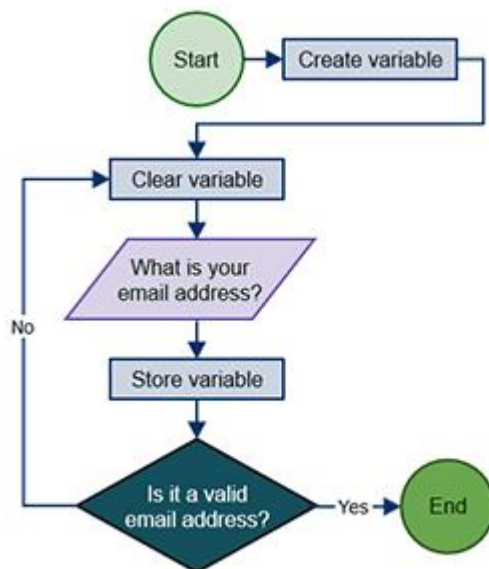 Start
Create variable
Clear variable
What is your
email address?
Store variable
Is it a valid
email address?
No
Yes
End